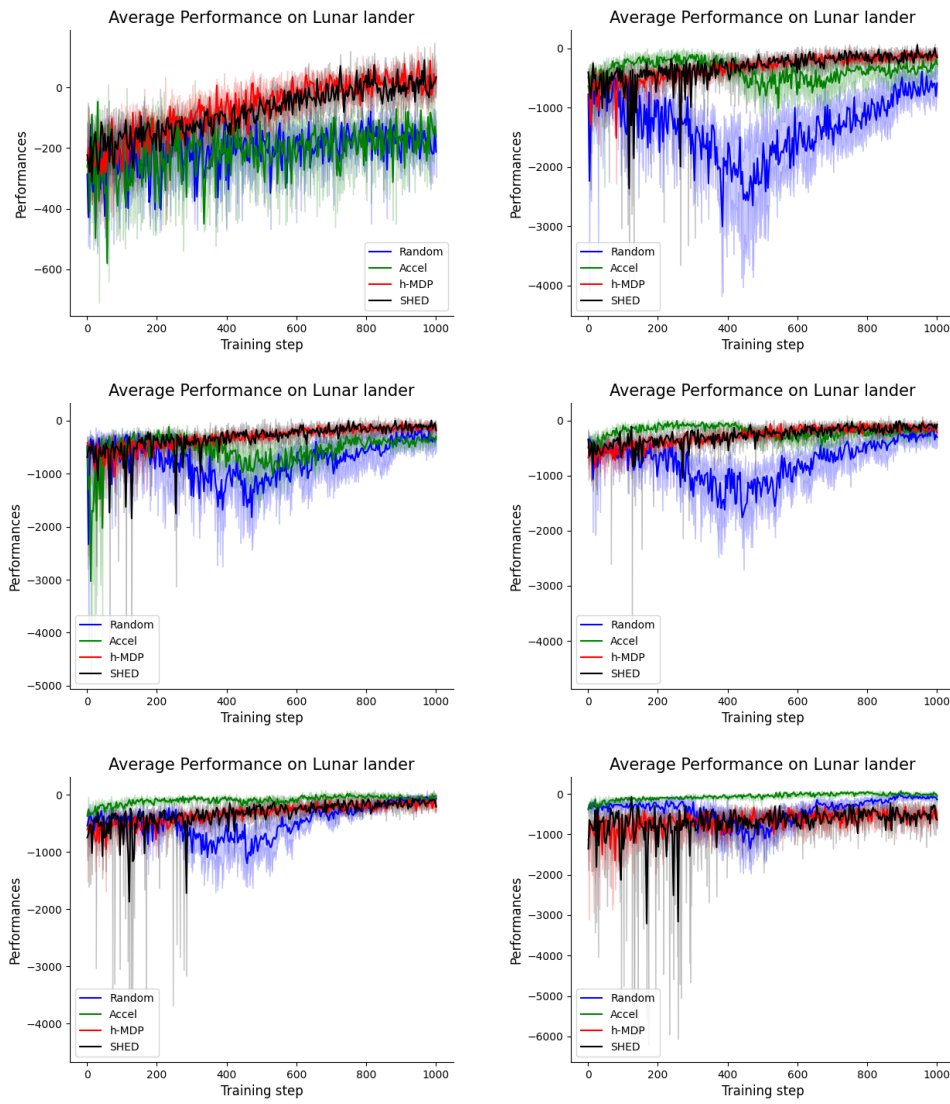 Average Performance on Lunar lander
Performances
0
−200
−400
−600
Random
Accel
h-MDP
SHED
0 200 400 600 800 1000
Training step
Average Performance on Lunar lander
Performances
0
−1000
−2000
−3000
−4000
Random
Accel
h-MDP
SHED
0 200 400 600 800 1000
Training step
Average Performance on Lunar lander
Performances
0
−1000
−2000
−3000
−4000
−5000
Random
Accel
h-MDP
SHED
0 200 400 600 800 1000
Training step
Average Performance on Lunar lander
Performances
0
−1000
−2000
−3000
−4000
Random
Accel
h-MDP
SHED
0 200 400 600 800 1000
Training step
Average Performance on Lunar lander
Performances
0
−1000
−2000
−3000
−4000
Random
Accel
h-MDP
SHED
0 200 400 600 800 1000
Training step
Average Performance on Lunar lander
Performances
0
−1000
−2000
−3000
−4000
−5000
−6000
Random
Accel
h-MDP
SHED
0 200 400 600 800 1000
Training step